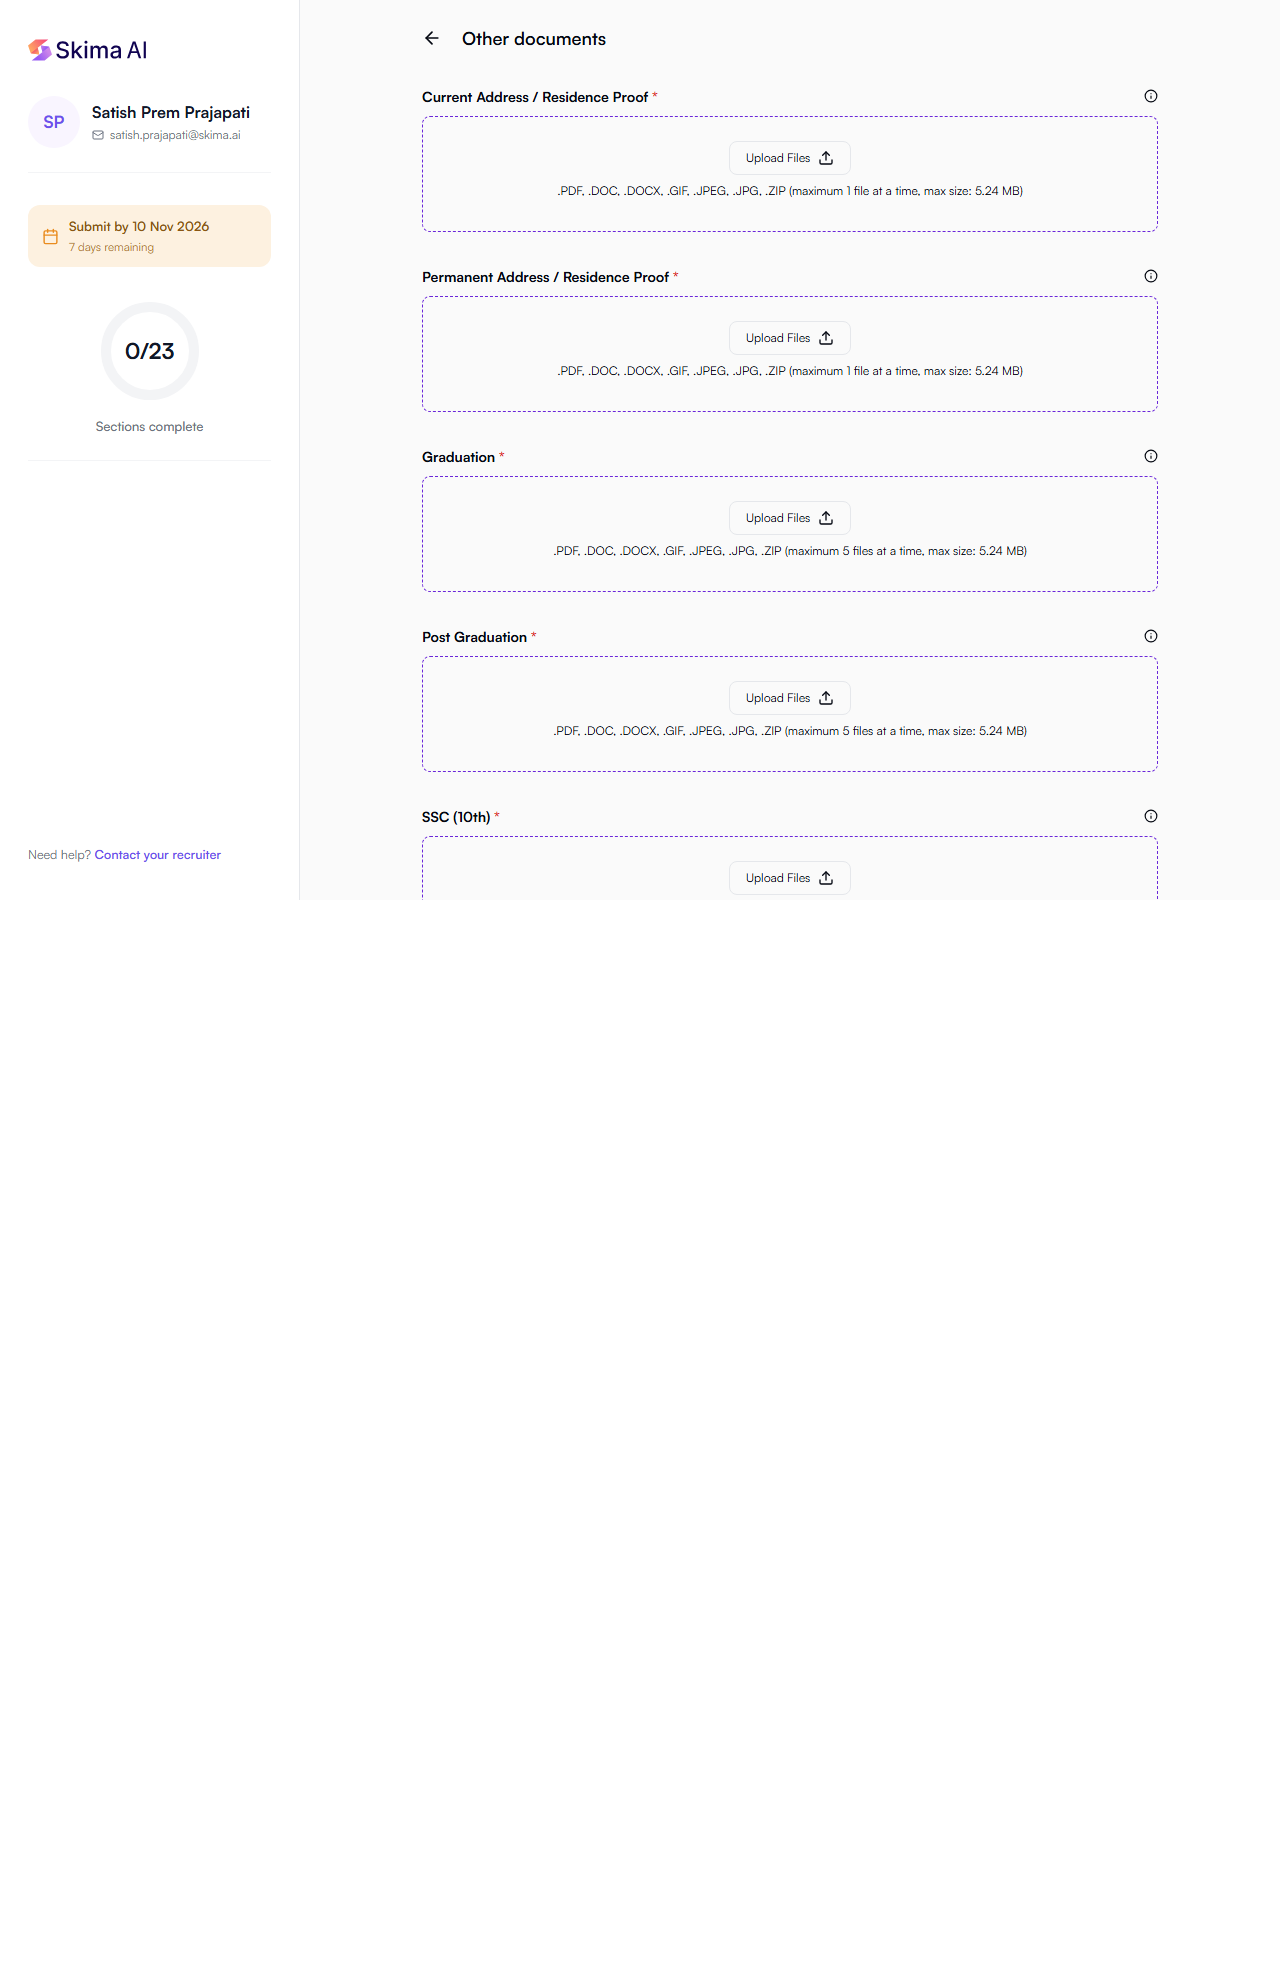 Skima AI
SP
Satish Prem Prajapati
satish.prajapati@skima.ai
Submit by 10 Nov 2026
7 days remaining
0/23
Sections complete
Need help? Contact your recruiter
Other documents
Current Address / Residence Proof *
Upload Files
.PDF, .DOC, .DOCX, .GIF, .JPEG, .JPG, .ZIP (maximum 1 file at a time, max size: 5.24 MB)
Permanent Address / Residence Proof *
Upload Files
.PDF, .DOC, .DOCX, .GIF, .JPEG, .JPG, .ZIP (maximum 1 file at a time, max size: 5.24 MB)
Graduation *
Upload Files
.PDF, .DOC, .DOCX, .GIF, .JPEG, .JPG, .ZIP (maximum 5 files at a time, max size: 5.24 MB)
Post Graduation *
Upload Files
.PDF, .DOC, .DOCX, .GIF, .JPEG, .JPG, .ZIP (maximum 5 files at a time, max size: 5.24 MB)
SSC (10th) *
Upload Files